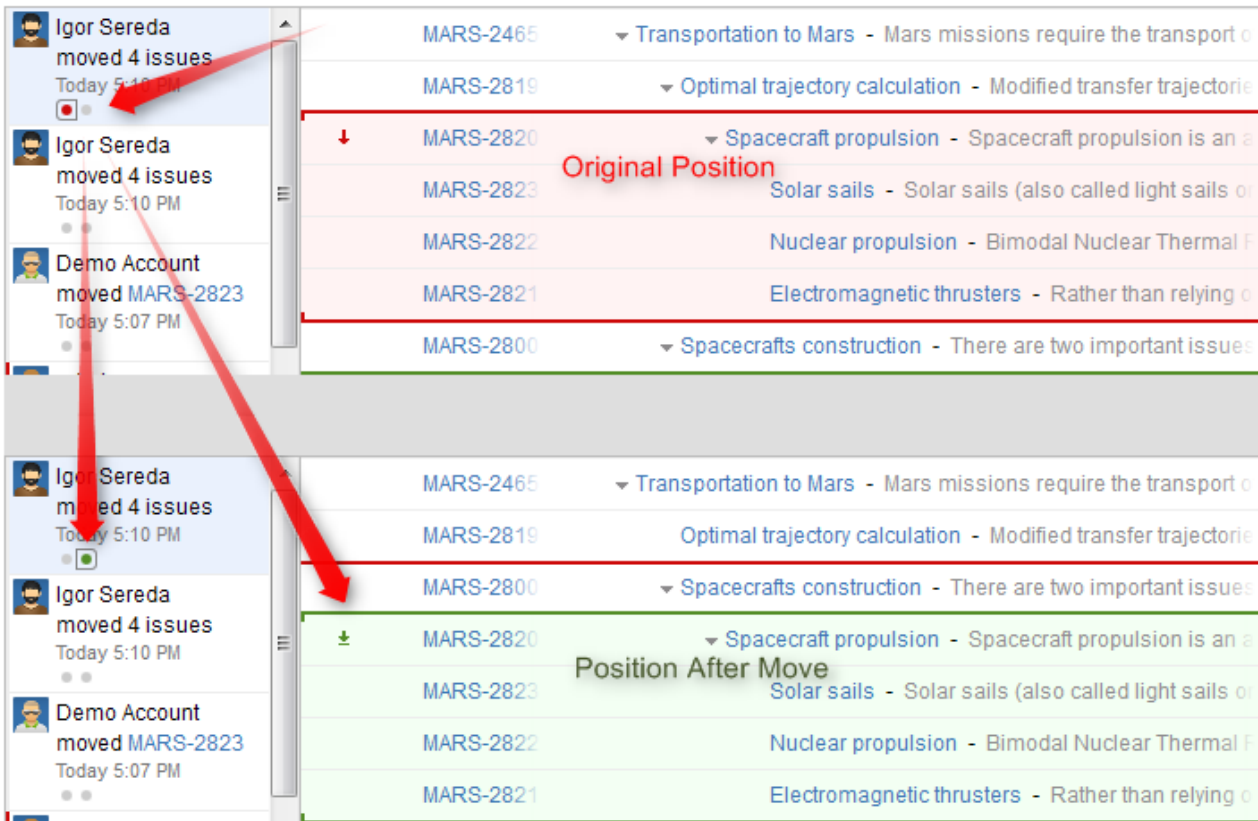 Igor Sereda
moved 4 issues
Today 5:10 PM
Igor Sereda
moved 4 issues
Today 5:10 PM
Demo Account
moved MARS-2823
Today 5:07 PM
MARS-2465 Transportation to Mars - Mars missions require the transport o
MARS-2819 Optimal trajectory calculation - Modified transfer trajectorie
MARS-2820 Spacecraft propulsion - Spacecraft propulsion is an a
Original Position
MARS-2823 Solar sails - Solar sails (also called light sails or
MARS-2822 Nuclear propulsion - Bimodal Nuclear Thermal F
MARS-2821 Electromagnetic thrusters - Rather than relying o
MARS-2800 Spacecrafts construction - There are two important issues
Igor Sereda
moved 4 issues
Today 5:10 PM
Igor Sereda
moved 4 issues
Today 5:10 PM
Demo Account
moved MARS-2823
Today 5:07 PM
MARS-2465 Transportation to Mars - Mars missions require the transport o
MARS-2819 Optimal trajectory calculation - Modified transfer trajectorie
MARS-2800 Spacecrafts construction - There are two important issues
MARS-2820 Spacecraft propulsion - Spacecraft propulsion is an a
Position After Move
MARS-2823 Solar sails - Solar sails (also called light sails or
MARS-2822 Nuclear propulsion - Bimodal Nuclear Thermal F
MARS-2821 Electromagnetic thrusters - Rather than relying o